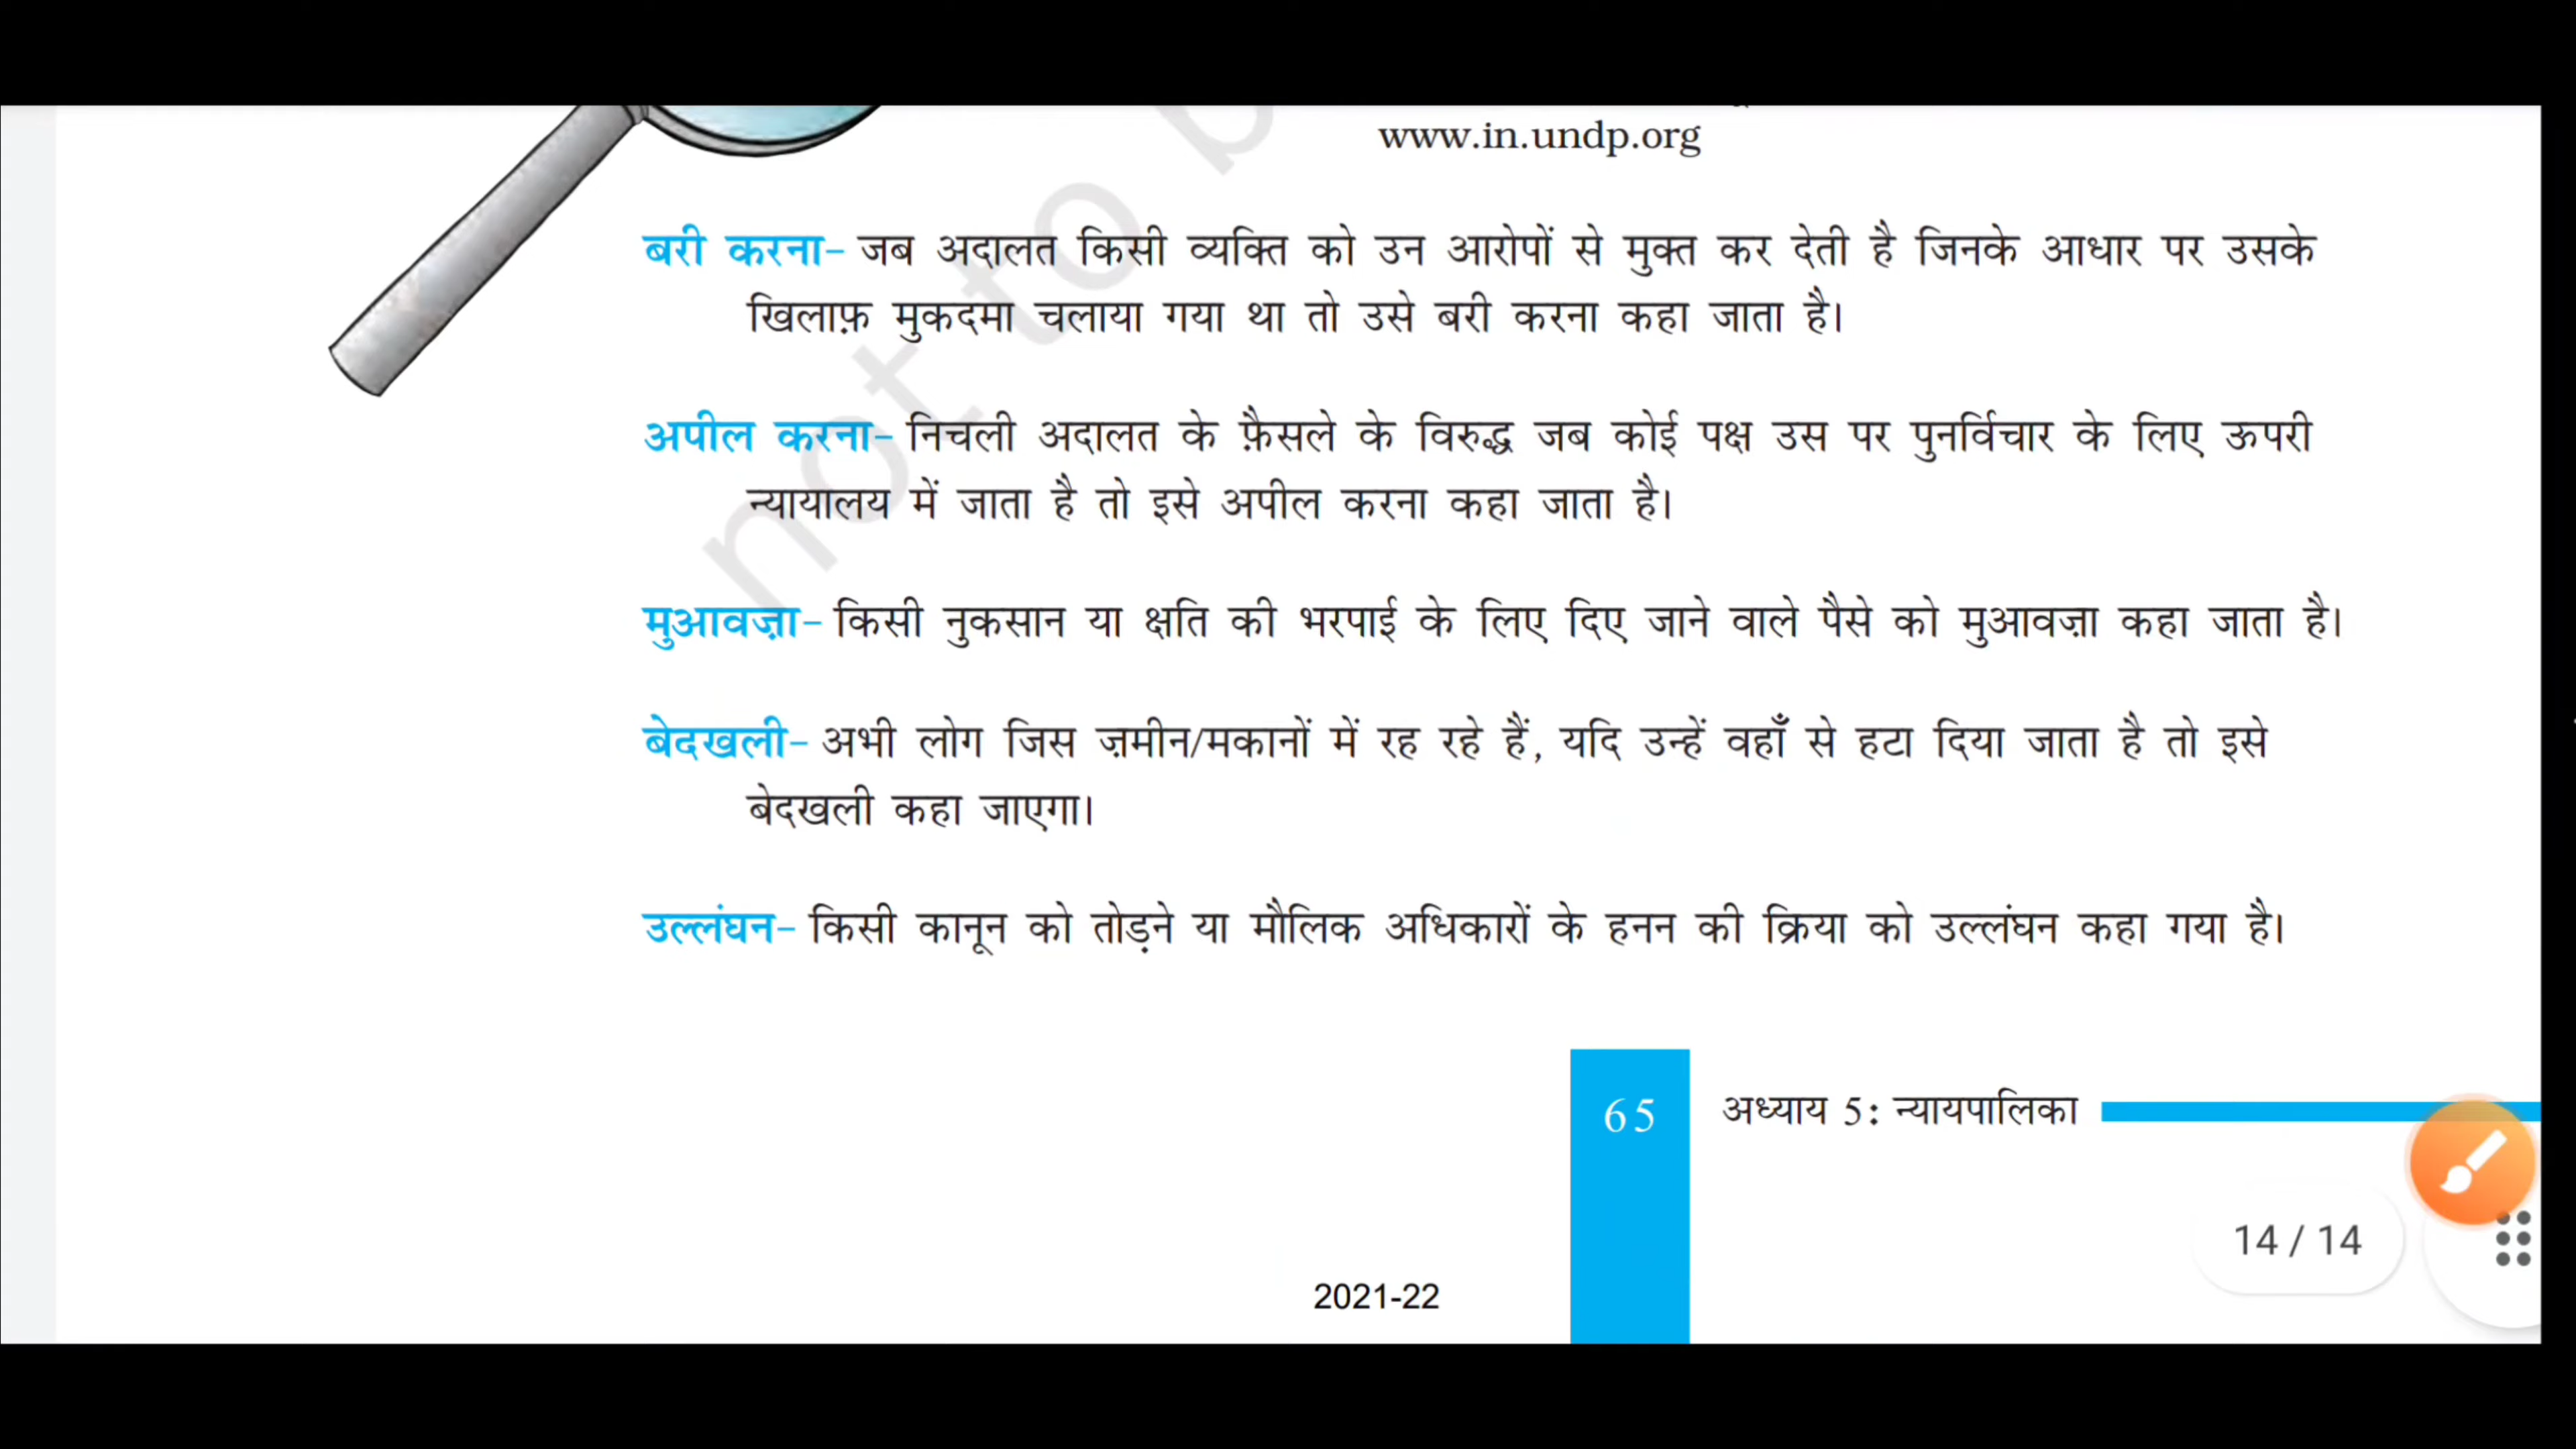 www.in.undp.org
बरी करना- जब अदालत किसी व्यक्ति को उन आरोपों से मुक्त कर देती है जिनके आधार पर उसके
खिलाफ़ मुकदमा चलाया गया था तो उसे बरी करना कहा जाता है।
अपील करना- निचली अदालत के फ़ैसले के विरुद्ध जब कोई पक्ष उस पर पुनर्विचार के लिए ऊपरी
न्यायालय में जाता है तो इसे अपील करना कहा जाता है।
मुआवज़ा- किसी नुकसान या क्षति की भरपाई के लिए दिए जाने वाले पैसे को मुआवज़ा कहा जाता है।
बेदखली- अभी लोग जिस ज़मीन/मकानों में रह रहे हैं, यदि उन्हें वहाँ से हटा दिया जाता है तो इसे
बेदखली कहा जाएगा।
उल्लंघन- किसी कानून को तोड़ने या मौलिक अधिकारों के हनन की क्रिया को उल्लंघन कहा गया है।
65 अध्याय 5: न्यायपालिका
14 / 14
2021-22
not to b